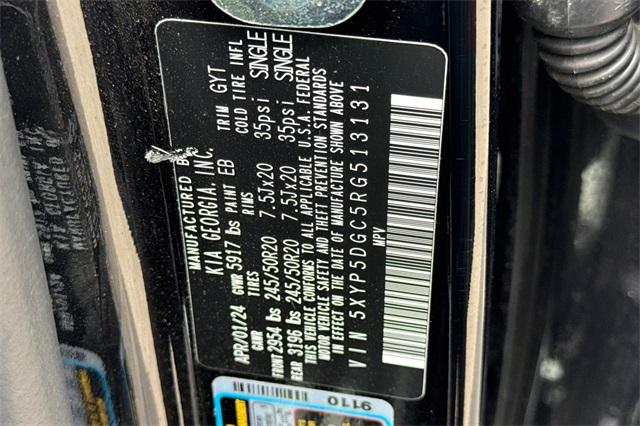 MANUFACTURED BY
KIA GEORGIA, INC.
APR/01/24 GVWR 5917 lbs PAINT EB TRIM GYT
GAWR TIRES RIMS COLD TIRE INFL
FRONT 2954 lbs 245/50R20 7.5Jx20 35psi SINGLE
REAR 3196 lbs 245/50R20 7.5Jx20 35psi SINGLE
THIS VEHICLE CONFORMS TO ALL APPLICABLE U.S.A. FEDERAL
MOTOR VEHICLE SAFETY AND THEFT PREVENTION STANDARDS
IN EFFECT ON THE DATE OF MANUFACTURE SHOWN ABOVE
VIN 5XYP5DGC5RG513131
MPV
9110